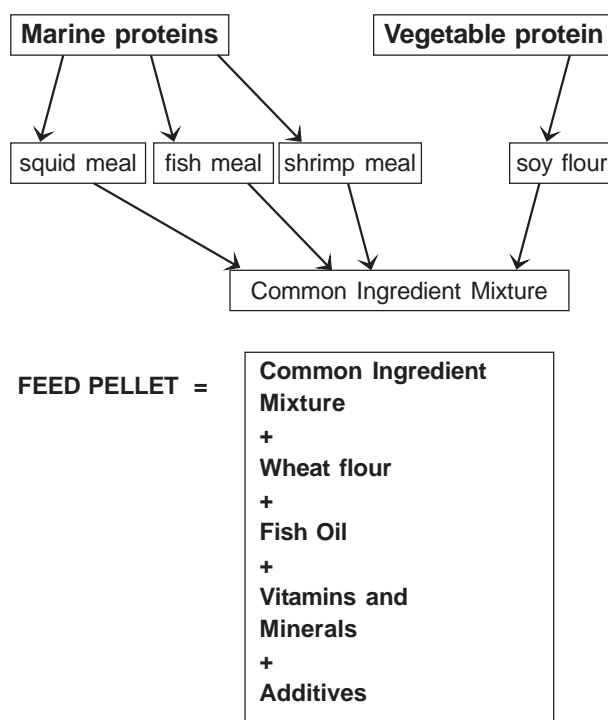 Marine proteins
Vegetable protein
squid meal
fish meal
shrimp meal
soy flour
Common Ingredient Mixture
FEED PELLET =
Common Ingredient
Mixture
+
Wheat flour
+
Fish Oil
+
Vitamins and
Minerals
+
Additives